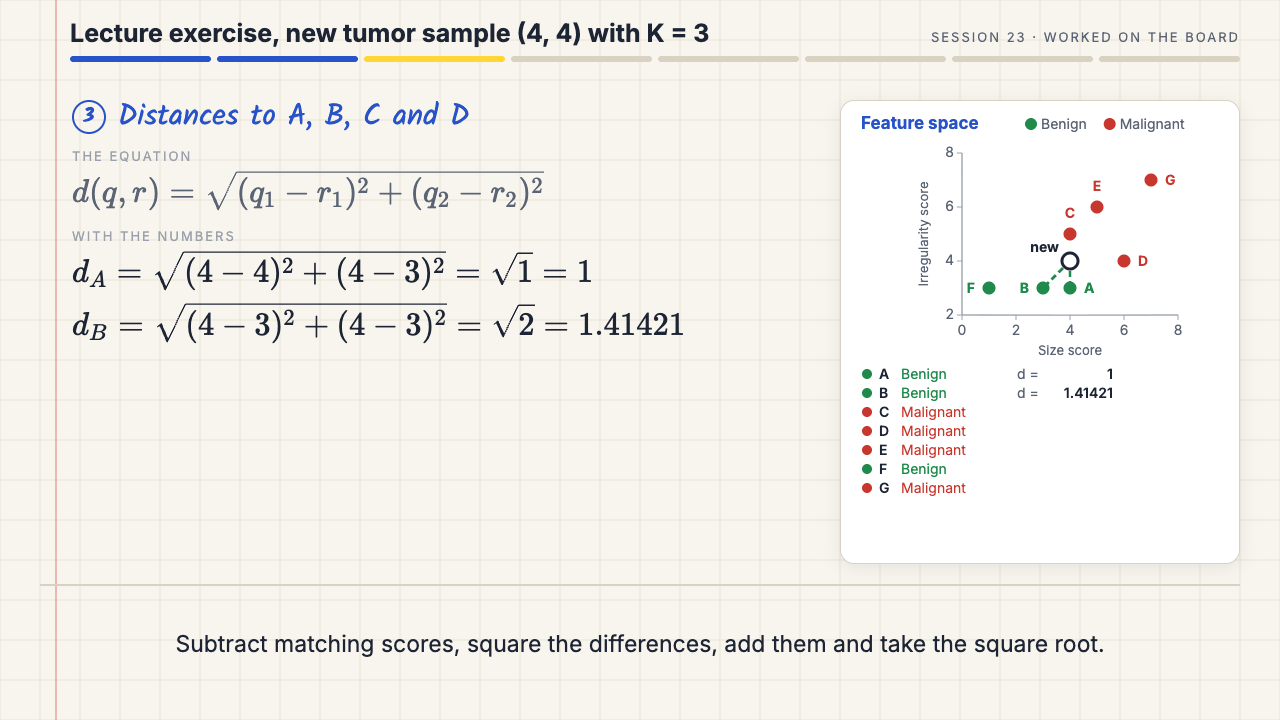 Lecture exercise, new tumor sample (4, 4) with K = 3
SESSION 23 · WORKED ON THE BOARD
3 Distances to A, B, C and D
THE EQUATION
d(q, r) = √((q₁ − r₁)² + (q₂ − r₂)²)
WITH THE NUMBERS
d_A = √((4 − 4)² + (4 − 3)²) = √1 = 1
d_B = √((4 − 3)² + (4 − 3)²) = √2 = 1.41421
Feature space
Benign
Malignant
8
6
4
2
Irregularity score
0 2 4 6 8
Size score
G
E
C
new
D
F
B
A
A Benign d = 1
B Benign d = 1.41421
C Malignant
D Malignant
E Malignant
F Benign
G Malignant
Subtract matching scores, square the differences, add them and take the square root.